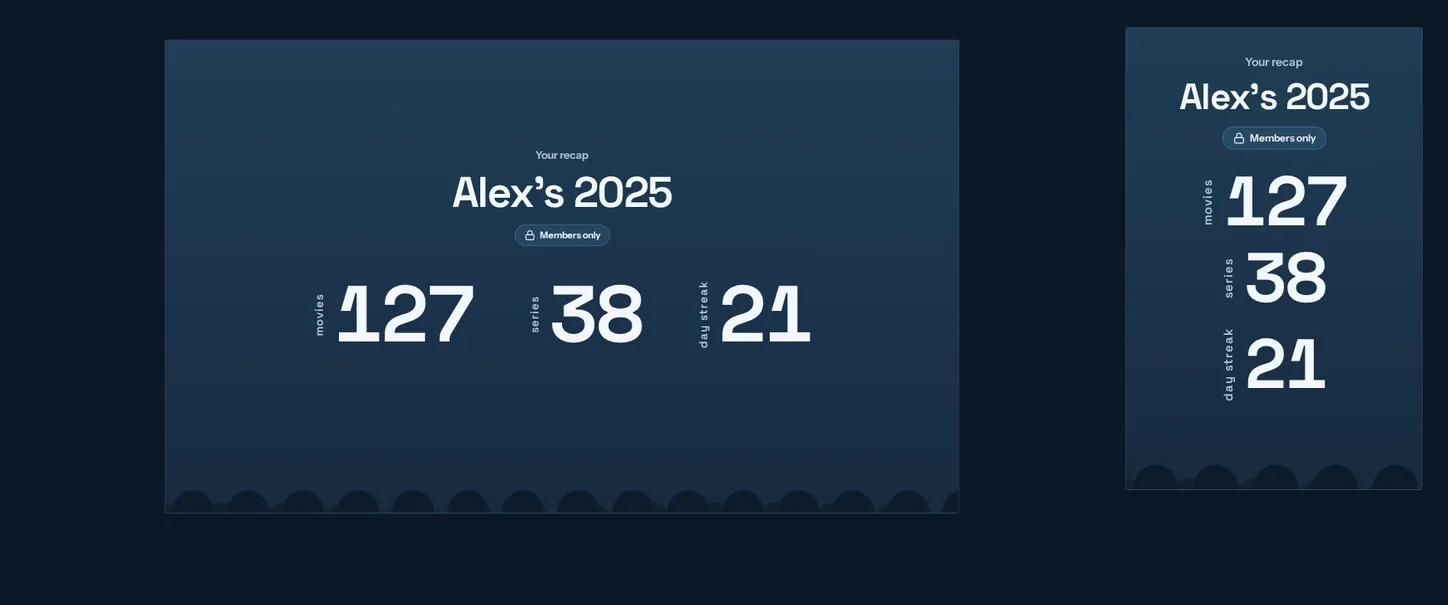 Your recap
Alex's 2025
Members only
movies 127
series 38
day streak 21
Your recap
Alex's 2025
Members only
movies 127
series 38
day streak 21